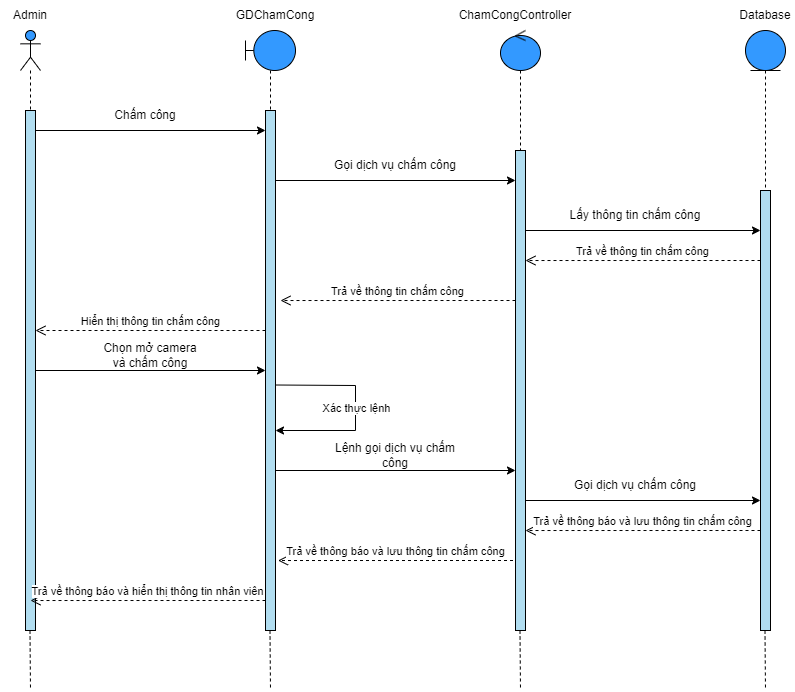 Admin
GDChamCong
ChamCongController
Database
Chấm công
Gọi dịch vụ chấm công
Lấy thông tin chấm công
Trả về thông tin chấm công
Trả về thông tin chấm công
Hiển thị thông tin chấm công
Chọn mở camera
và chấm công
Xác thực lệnh
Lệnh gọi dịch vụ chấm
công
Gọi dịch vụ chấm công
Trả về thông báo và lưu thông tin chấm công
Trả về thông báo và lưu thông tin chấm công
Trả về thông báo và hiển thị thông tin nhân viên